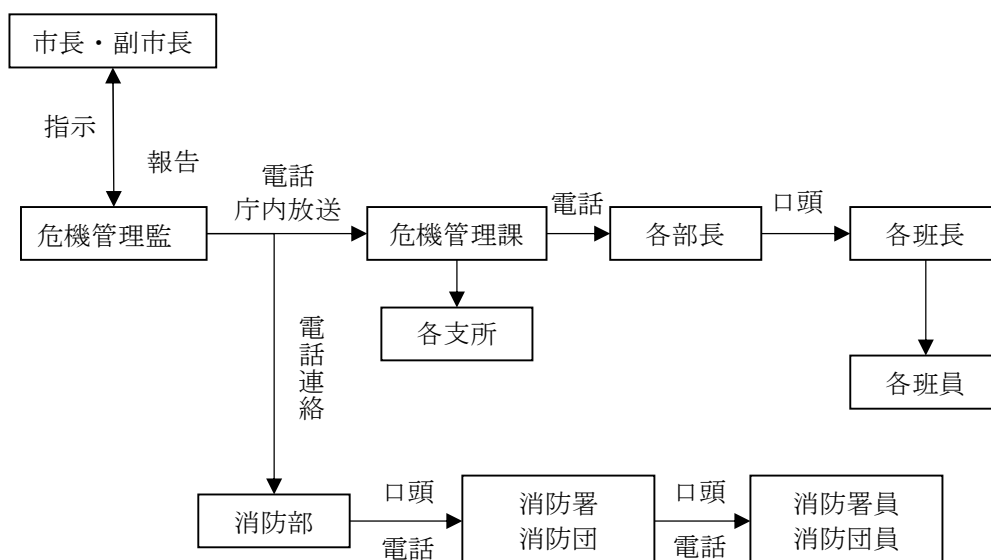 市長・副市長
指示
報告
電話
庁内放送
電話
口頭
危機管理監
危機管理課
各部長
各班長
各支所
電話連絡
各班員
口頭
口頭
消防部
消防署
消防団
消防署員
消防団員
電話
電話